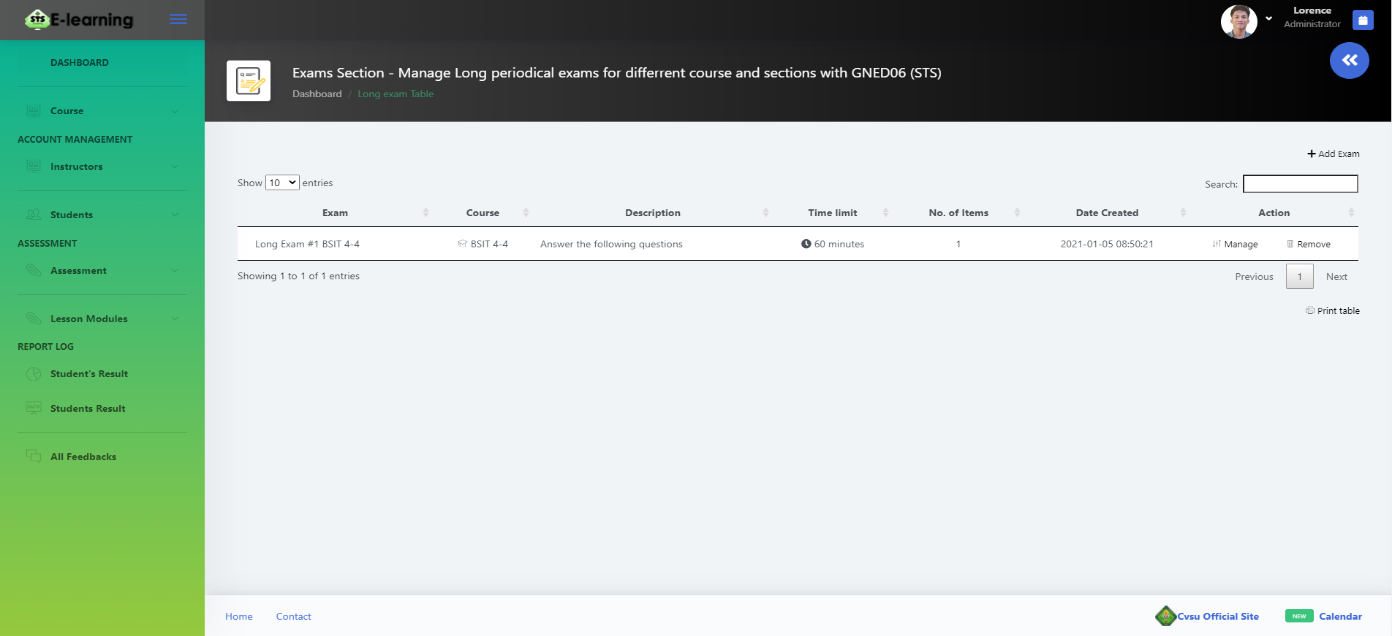 STS E-learning
Lorence
Administrator
DASHBOARD
Course
ACCOUNT MANAGEMENT
Instructors
Students
ASSESSMENT
Assessment
Lesson Modules
REPORT LOG
Student's Result
Students Result
All Feedbacks
Exams Section - Manage Long periodical exams for differrent course and sections with GNED06 (STS)
Dashboard / Long exam Table
Add Exam
Show 10 entries
Search:
Exam Course Description Time limit No. of Items Date Created Action
Long Exam #1 BSIT 4-4 BSIT 4-4 Answer the following questions 60 minutes 1 2021-01-05 08:50:21 Manage Remove
Showing 1 to 1 of 1 entries
Previous 1 Next
Print table
Home Contact
Cvsu Official Site NEW Calendar